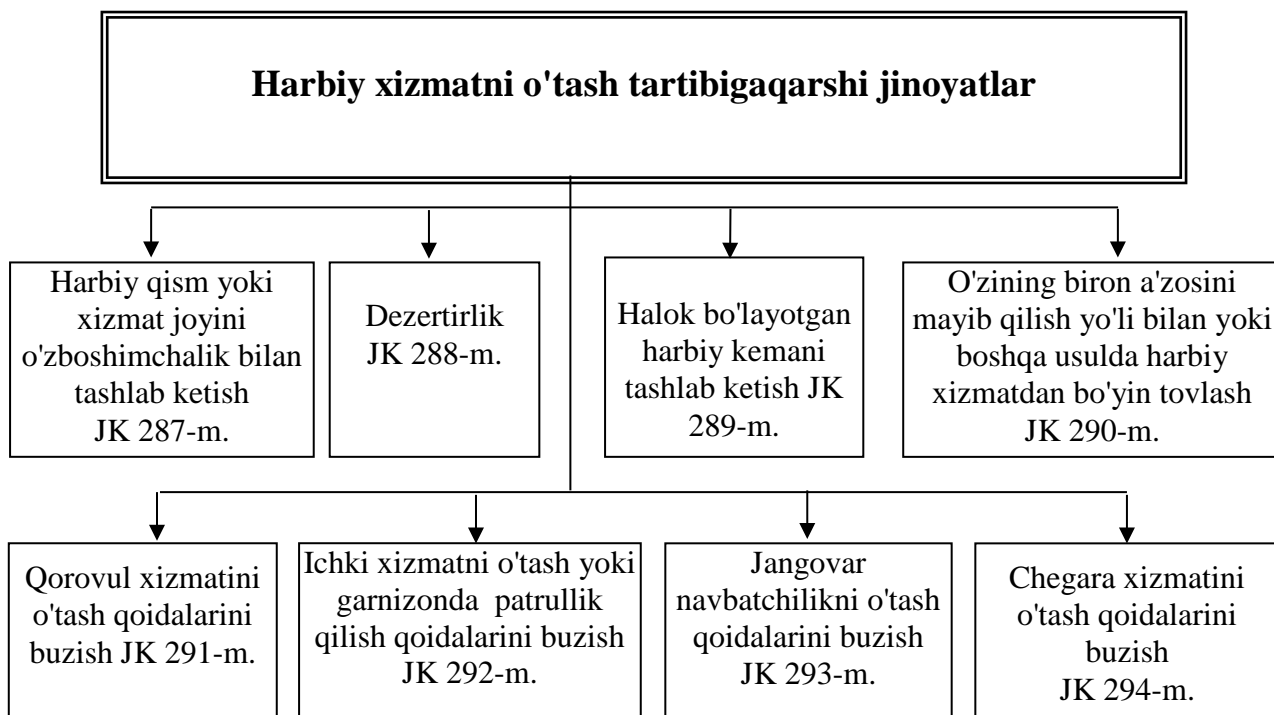 Harbiy xizmatni o'tash tartibigaqarshi jinoyatlar
Harbiy qism yoki
xizmat joyini
o'zboshimchalik bilan
tashlab ketish
JK 287-m.
Dezertirlik
JK 288-m.
Halok bo'layotgan
harbiy kemani
tashlab ketish JK
289-m.
O'zining biron a'zosini
mayib qilish yo'li bilan yoki
boshqa usulda harbiy
xizmatdan bo'yin tovlash
JK 290-m.
Qorovul xizmatini
o'tash qoidalarini
buzish JK 291-m.
Ichki xizmatni o'tash yoki
garnizonda patrullik
qilish qoidalarini buzish
JK 292-m.
Jangovar
navbatchilikni o'tash
qoidalarini buzish
JK 293-m.
Chegara xizmatini
o'tash qoidalarini
buzish
JK 294-m.